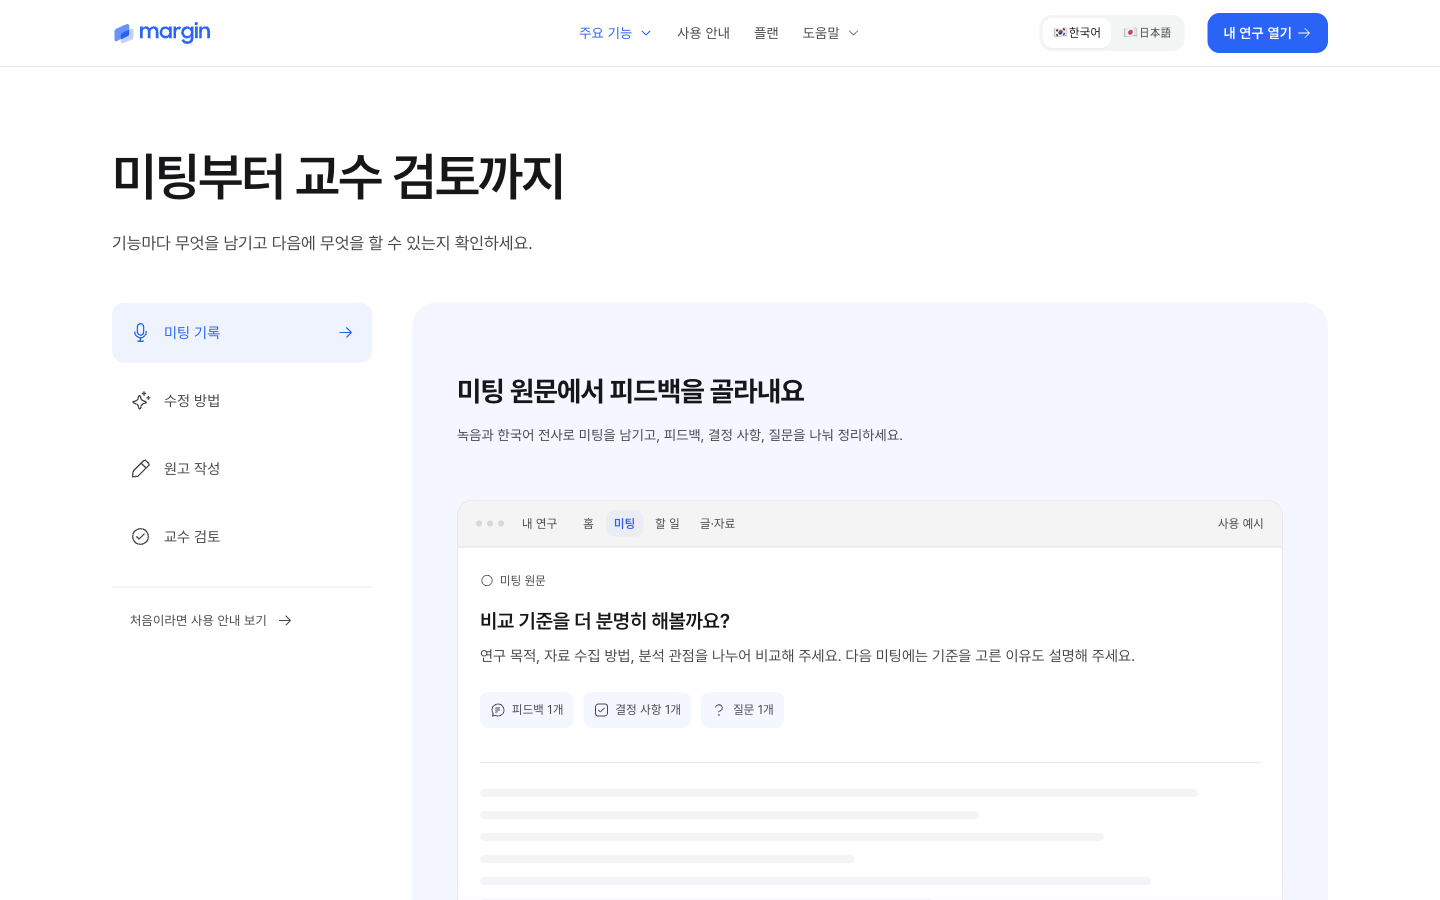 margin
주요 기능
사용 안내
플랜
도움말
한국어
日本語
내 연구 열기
미팅부터 교수 검토까지
기능마다 무엇을 남기고 다음에 무엇을 할 수 있는지 확인하세요.
미팅 기록
수정 방법
원고 작성
교수 검토
처음이라면 사용 안내 보기
미팅 원문에서 피드백을 골라내요
녹음과 한국어 전사로 미팅을 남기고, 피드백, 결정 사항, 질문을 나눠 정리하세요.
내 연구
홈
미팅
할 일
글·자료
사용 예시
미팅 원문
비교 기준을 더 분명히 해볼까요?
연구 목적, 자료 수집 방법, 분석 관점을 나누어 비교해 주세요. 다음 미팅에는 기준을 고른 이유도 설명해 주세요.
피드백 1개
결정 사항 1개
질문 1개